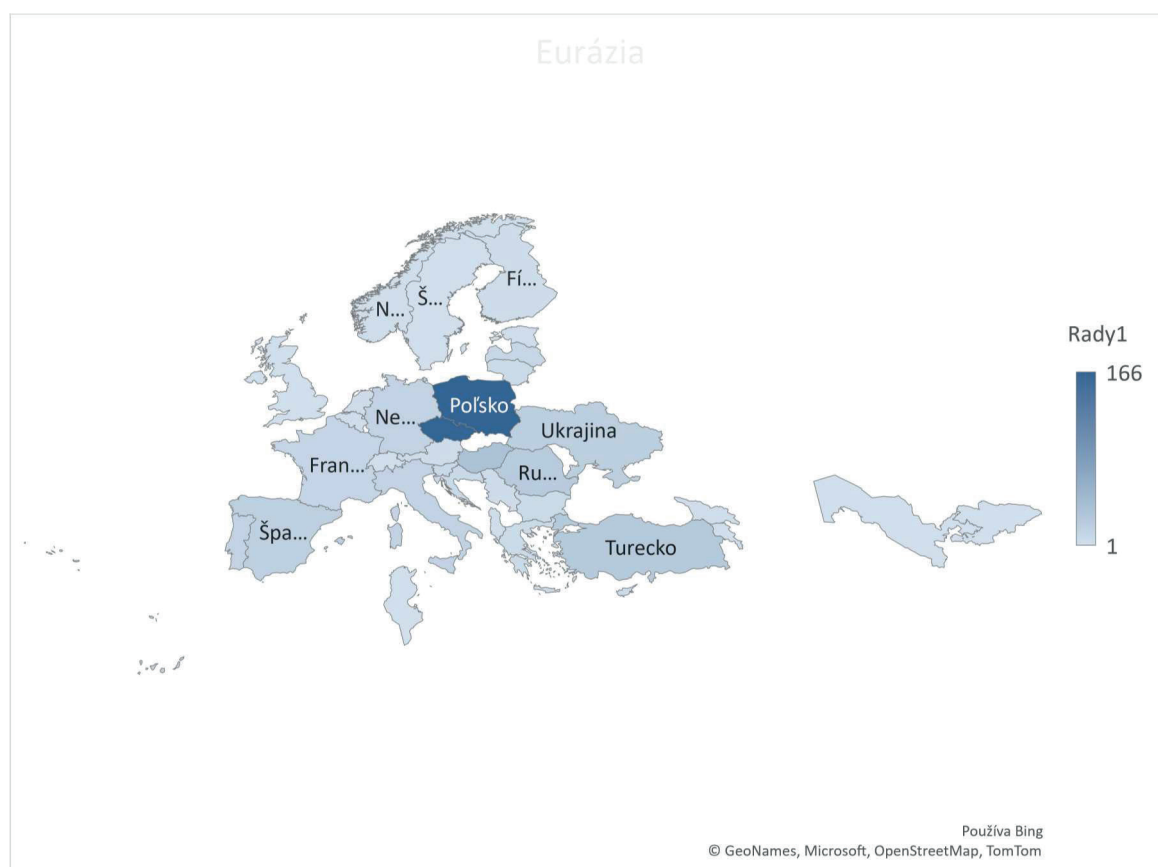 Eurázia
Fí...
Š...
N...
Rady1
166
Poľsko
Ne...
Ukrajina
Fran...
Ru...
Špa...
Turecko
1
Používa Bing
© GeoNames, Microsoft, OpenStreetMap, TomTom